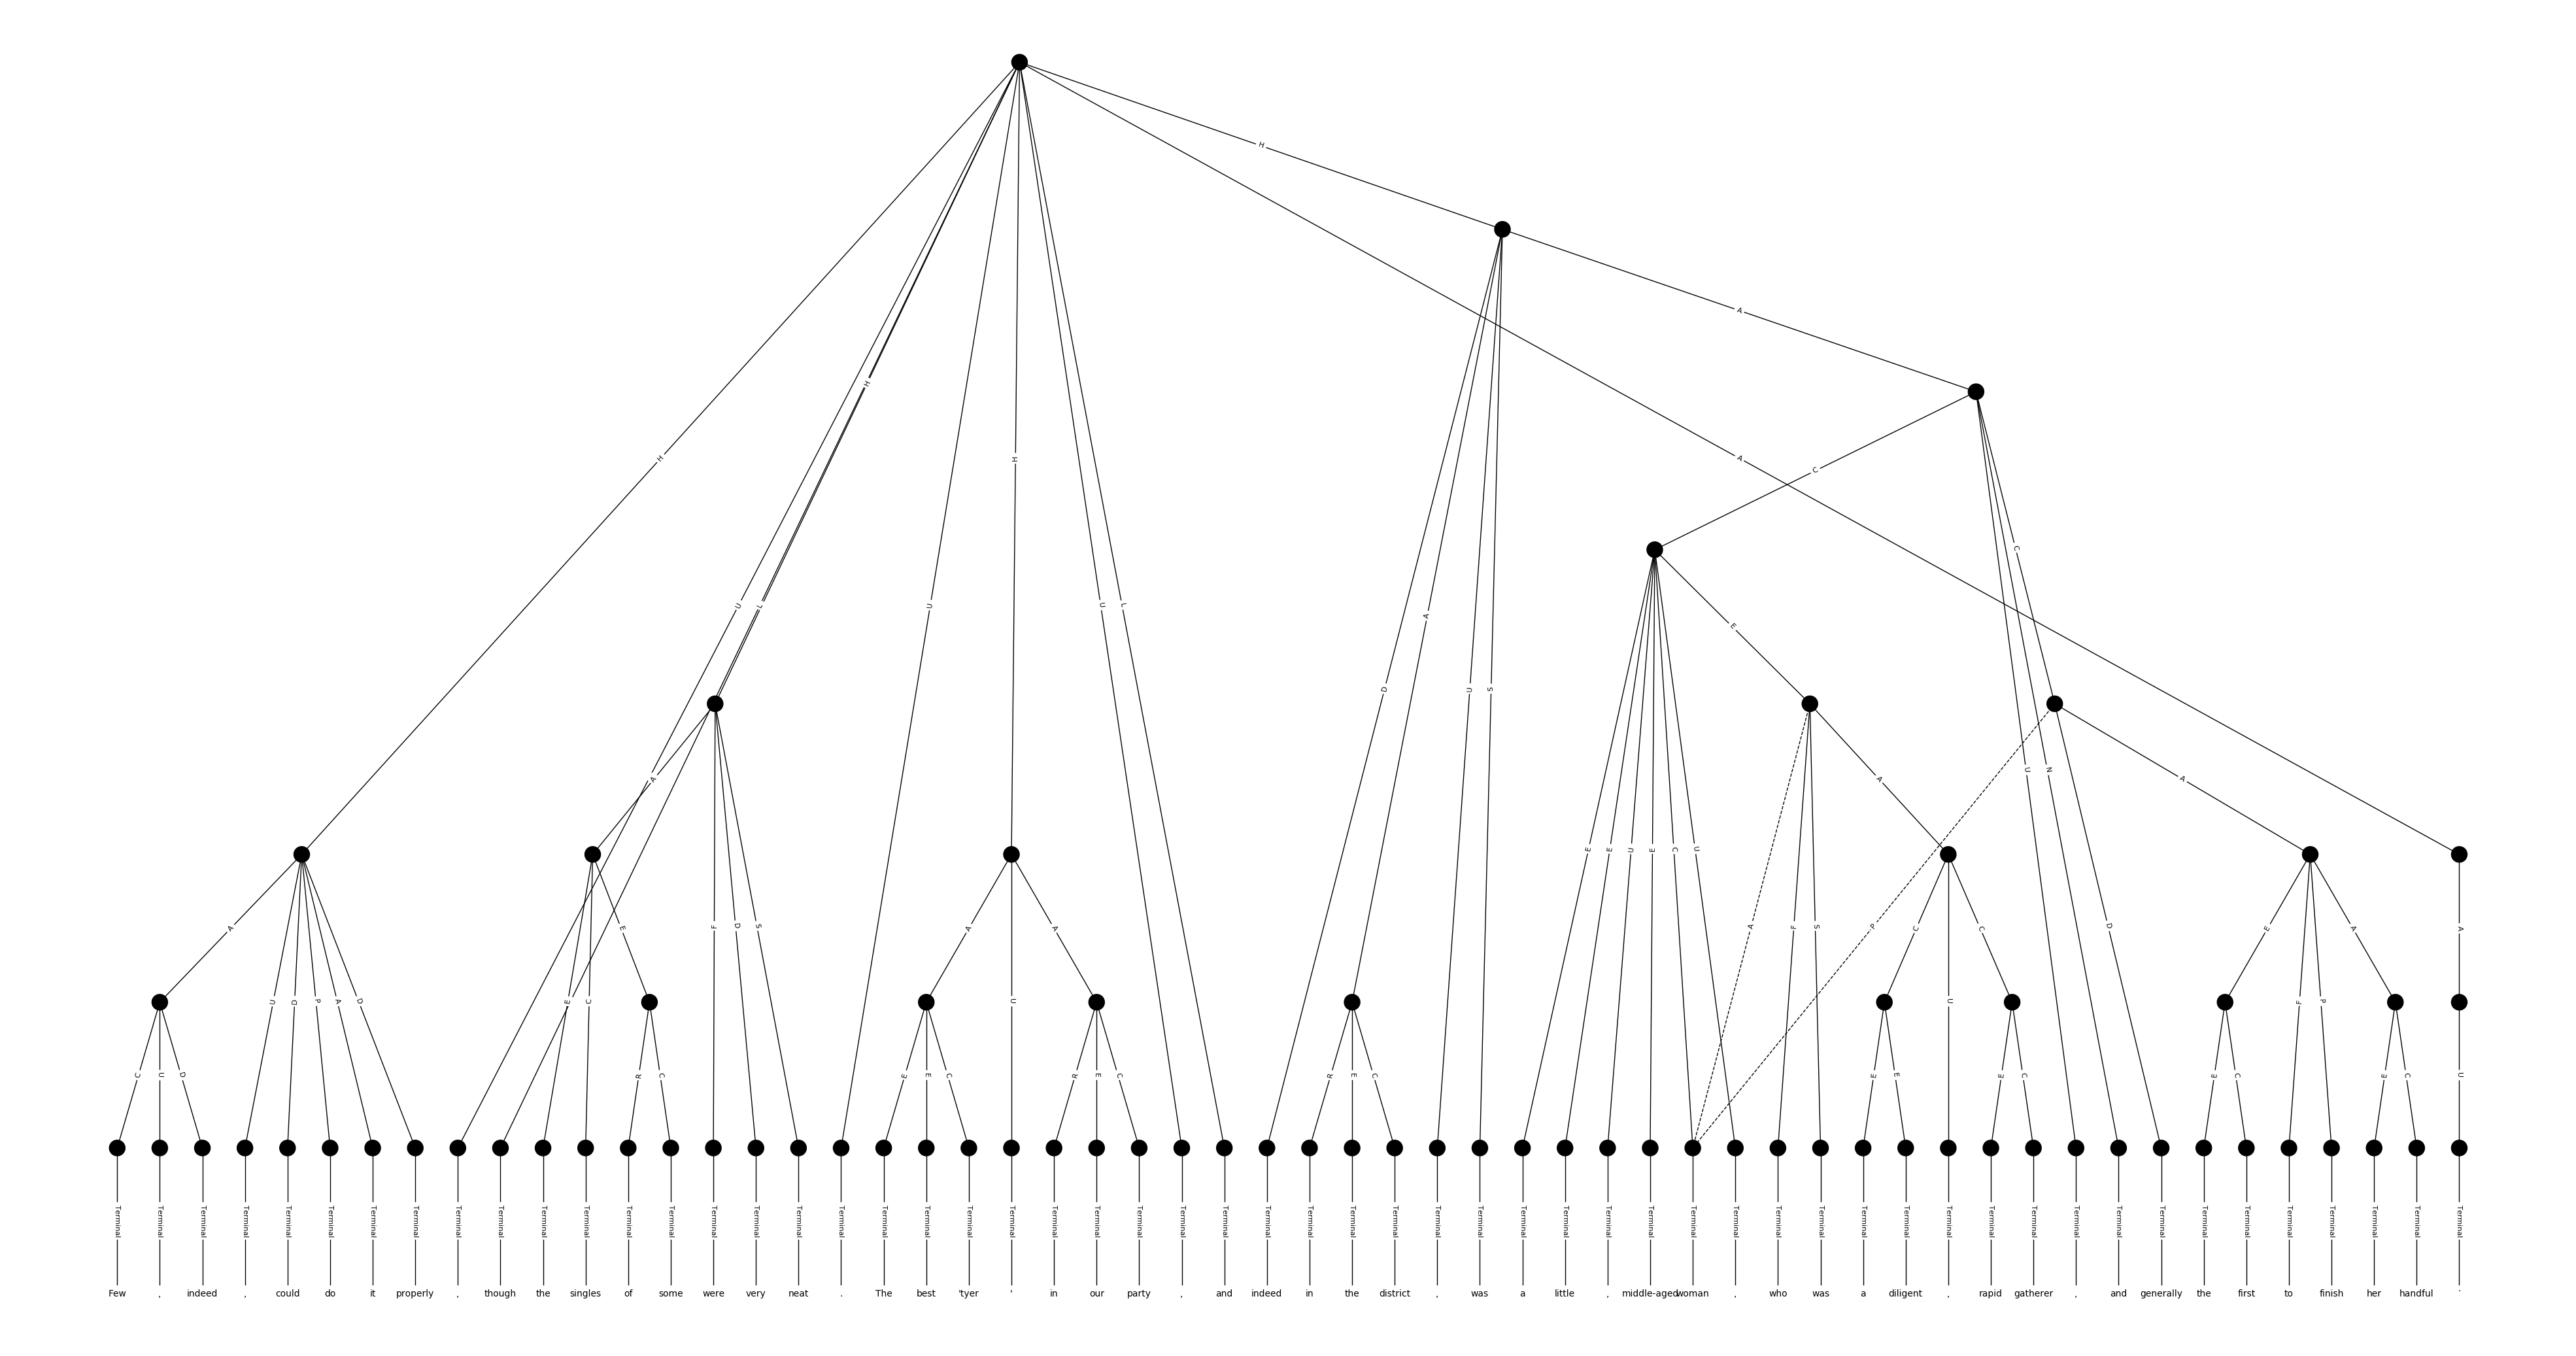 H
H
A
H
H
A
C
C
U
L
U
U
L
A
E
D
U
S
A
A
A
E
E
U
E
C
U
U
N
A
E
F
D
S
A
A
A
F
S
P
C
C
D
E
A
A
U
D
P
A
D
E
C
U
U
F
P
U
C
U
D
R
C
E
E
C
R
E
C
R
E
C
E
E
E
C
E
C
E
C
Terminal Terminal Terminal Terminal Terminal Terminal Terminal Terminal Terminal Terminal Terminal Terminal Terminal Terminal Terminal Terminal Terminal Terminal Terminal Terminal Terminal Terminal Terminal Terminal Terminal Terminal Terminal Terminal Terminal Terminal Terminal Terminal Terminal Terminal Terminal Terminal Terminal Terminal Terminal Terminal Terminal Terminal Terminal Terminal Terminal Terminal Terminal Terminal Terminal Terminal Terminal Terminal Terminal Terminal Terminal Terminal
Few , indeed , could do it properly , though the singles of some were very neat . The best 'tyer ' in our party , and indeed in the district , was a little , middle-aged woman , who was a diligent , rapid gatherer , and generally the first to finish her handful .